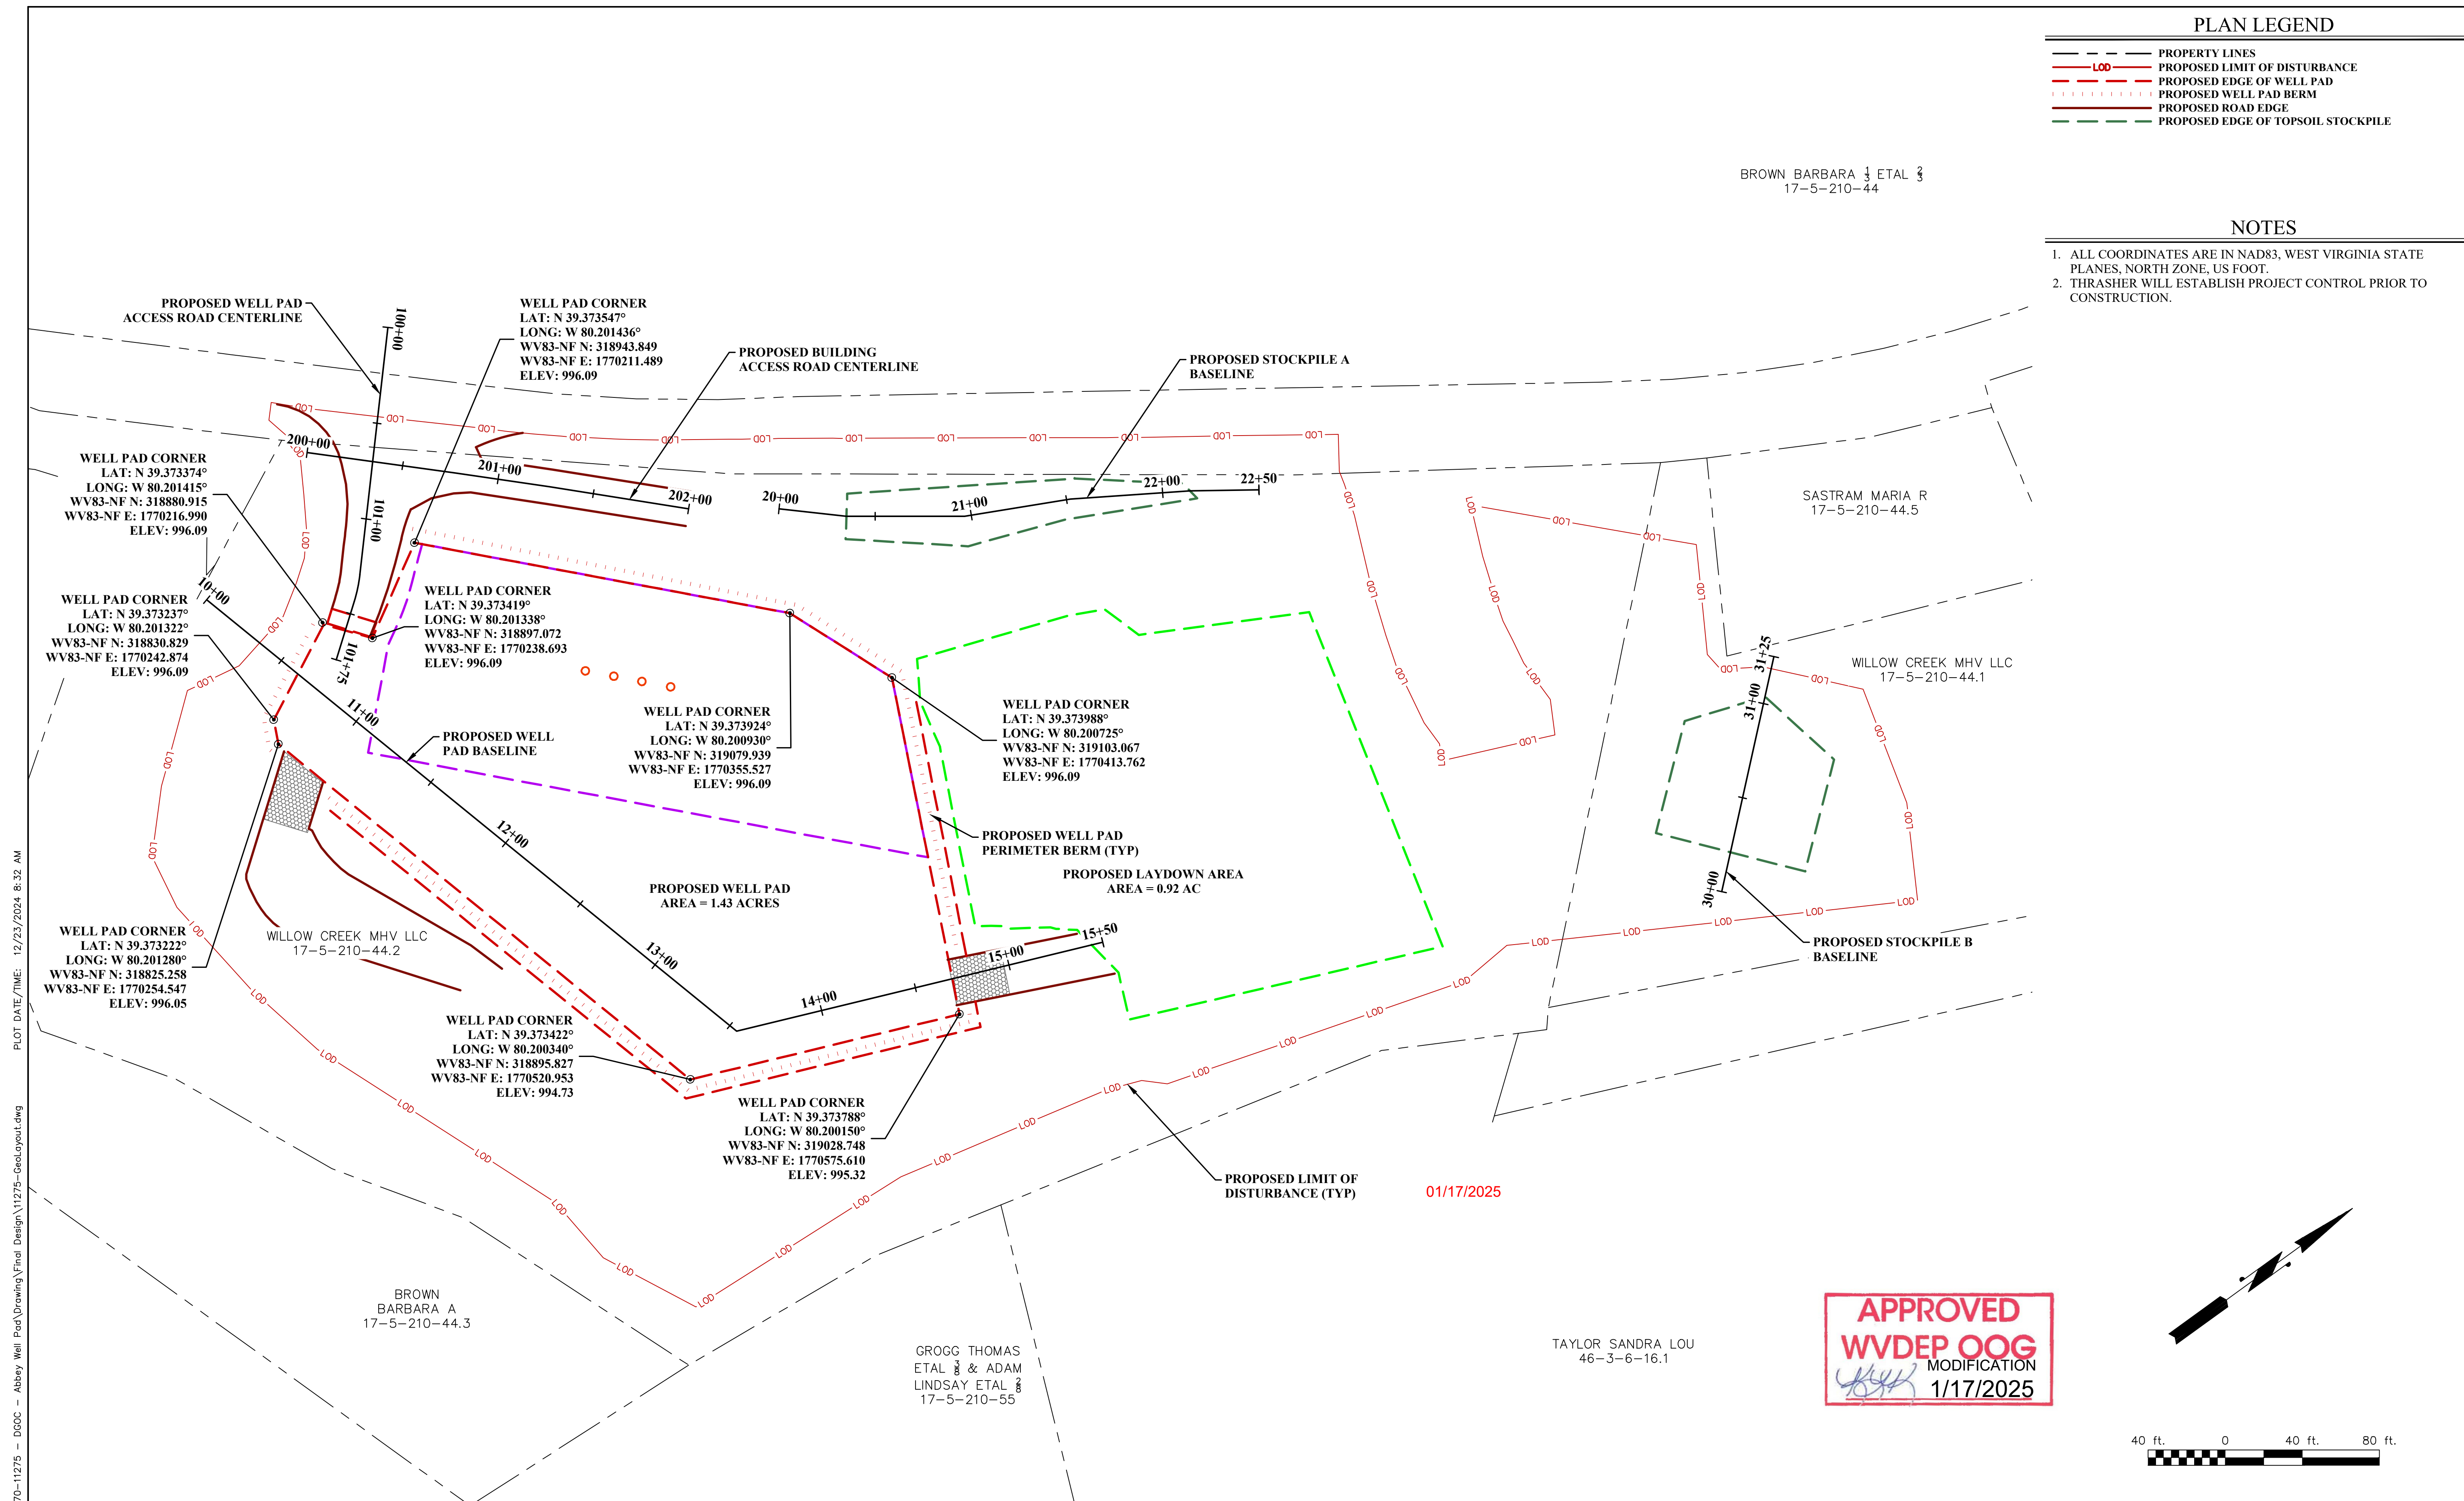 PLAN LEGEND
PROPERTY LINES
LOD
PROPOSED LIMIT OF DISTURBANCE
PROPOSED EDGE OF WELL PAD
PROPOSED WELL PAD BERM
PROPOSED ROAD EDGE
PROPOSED EDGE OF TOPSOIL STOCKPILE
NOTES
1. ALL COORDINATES ARE IN NAD83, WEST VIRGINIA STATE
PLANES, NORTH ZONE, US FOOT.
2. THRASHER WILL ESTABLISH PROJECT CONTROL PRIOR TO
CONSTRUCTION.
BROWN BARBARA 1/3 ETAL 2/3
17-5-210-44
PROPOSED WELL PAD
ACCESS ROAD CENTERLINE
100+00
101+00
101+75
WELL PAD CORNER
LAT: N 39.373547°
LONG: W 80.201436°
WV83-NF N: 318943.849
WV83-NF E: 1770211.489
ELEV: 996.09
PROPOSED BUILDING
ACCESS ROAD CENTERLINE
PROPOSED STOCKPILE A
BASELINE
200+00
201+00
202+00
20+00
21+00
22+00
22+50
WELL PAD CORNER
LAT: N 39.373374°
LONG: W 80.201415°
WV83-NF N: 318880.915
WV83-NF E: 1770216.990
ELEV: 996.09
SASTRAM MARIA R
17-5-210-44.5
WELL PAD CORNER
LAT: N 39.373237°
LONG: W 80.201322°
WV83-NF N: 318830.829
WV83-NF E: 1770242.874
ELEV: 996.09
WELL PAD CORNER
LAT: N 39.373419°
LONG: W 80.201338°
WV83-NF N: 318897.072
WV83-NF E: 1770238.693
ELEV: 996.09
10+00
11+00
12+00
13+00
14+00
15+00
15+50
PROPOSED WELL
PAD BASELINE
WELL PAD CORNER
LAT: N 39.373924°
LONG: W 80.200930°
WV83-NF N: 319079.939
WV83-NF E: 1770355.527
ELEV: 996.09
WELL PAD CORNER
LAT: N 39.373988°
LONG: W 80.200725°
WV83-NF N: 319103.067
WV83-NF E: 1770413.762
ELEV: 996.09
WILLOW CREEK MHV LLC
17-5-210-44.1
31+25
31+00
30+00
PROPOSED WELL PAD
PERIMETER BERM (TYP)
PROPOSED LAYDOWN AREA
AREA = 0.92 AC
PROPOSED WELL PAD
AREA = 1.43 ACRES
WILLOW CREEK MHV LLC
17-5-210-44.2
WELL PAD CORNER
LAT: N 39.373222°
LONG: W 80.201280°
WV83-NF N: 318825.258
WV83-NF E: 1770254.547
ELEV: 996.05
PROPOSED STOCKPILE B
BASELINE
WELL PAD CORNER
LAT: N 39.373422°
LONG: W 80.200340°
WV83-NF N: 318895.827
WV83-NF E: 1770520.953
ELEV: 994.73
WELL PAD CORNER
LAT: N 39.373788°
LONG: W 80.200150°
WV83-NF N: 319028.748
WV83-NF E: 1770575.610
ELEV: 995.32
PROPOSED LIMIT OF
DISTURBANCE (TYP)
01/17/2025
BROWN
BARBARA A
17-5-210-44.3
GROGG THOMAS
ETAL 3/8 & ADAM
LINDSAY ETAL 2/8
17-5-210-55
TAYLOR SANDRA LOU
46-3-6-16.1
APPROVED
WVDEP OOG
MODIFICATION
1/17/2025
40 ft. 0 40 ft. 80 ft.
PLOT DATE/TIME: 12/23/2024 8:32 AM
70-11275 - DGOC - Abbey Well Pad\Drawing\Final Design\11275-GeoLayout.dwg